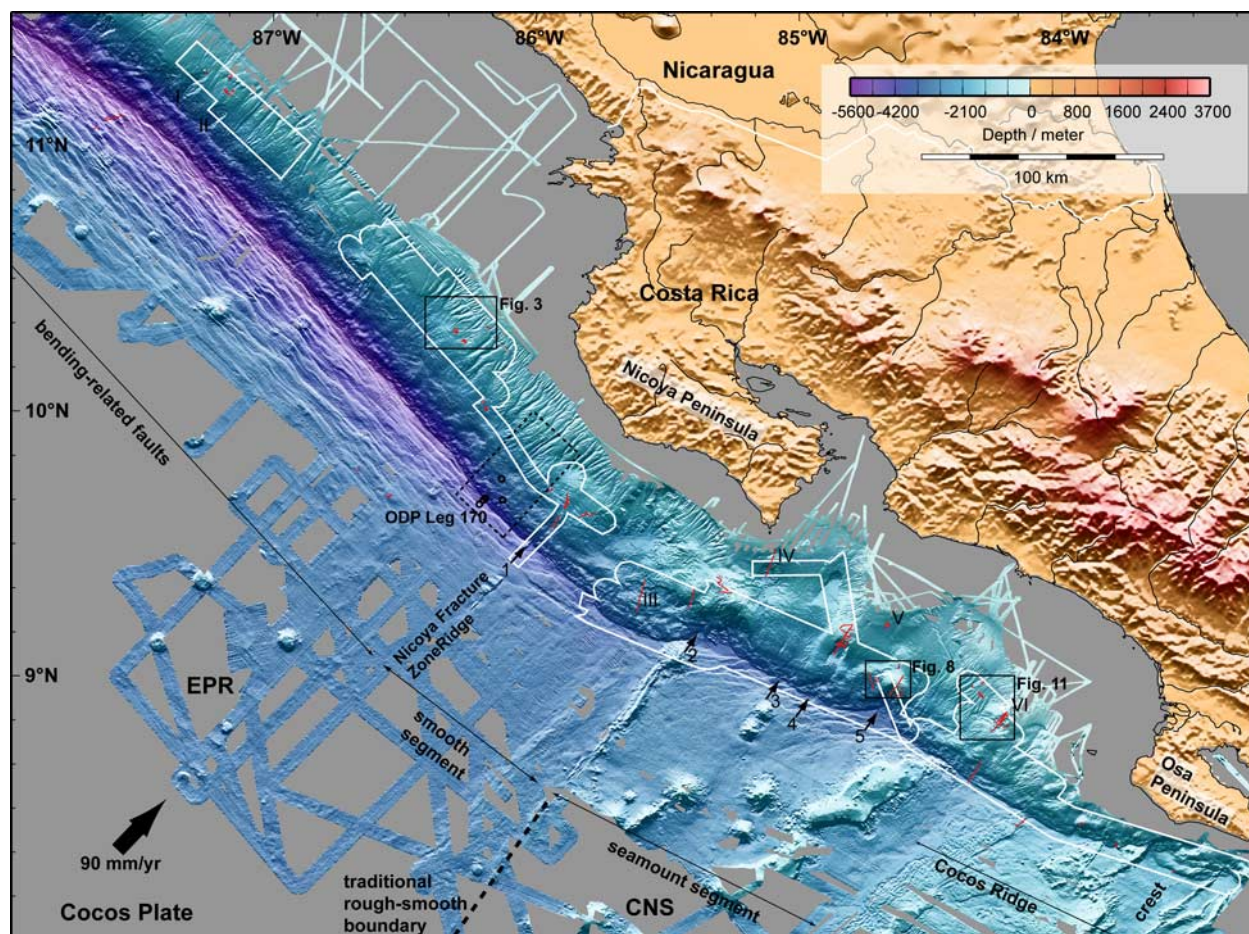 87°W
86°W
85°W
84°W
Nicaragua
-5600
-4200
-2100
0
800
1600
2400
3700
Depth / meter
100 km
I
II
11°N
Costa Rica
Fig. 3
Nicoya Peninsula
bending-related faults
10°N
ODP Leg 170
1
Nicoya Fracture
ZoneRidge
III
IV
V
2
3
4
5
9°N
Fig. 8
Fig. 11
VI
EPR
smooth
segment
Osa
Peninsula
90 mm/yr
Cocos Plate
traditional
rough-smooth
boundary
seamount segment
CNS
Cocos Ridge
crest